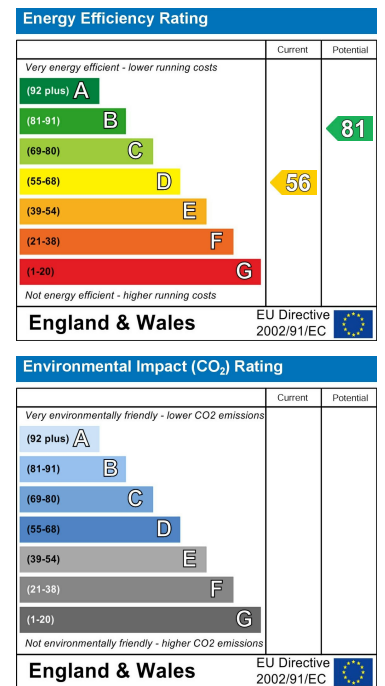 Energy Efficiency Rating
Current Potential
Very energy efficient - lower running costs
(92 plus) A
(81-91) B
(69-80) C
(55-68) D
(39-54) E
(21-38) F
(1-20) G
56
81
Not energy efficient - higher running costs
England & Wales
EU Directive
2002/91/EC
Environmental Impact (CO₂) Rating
Current Potential
Very environmentally friendly - lower CO2 emissions
(92 plus) A
(81-91) B
(69-80) C
(55-68) D
(39-54) E
(21-38) F
(1-20) G
Not environmentally friendly - higher CO2 emissions
England & Wales
EU Directive
2002/91/EC